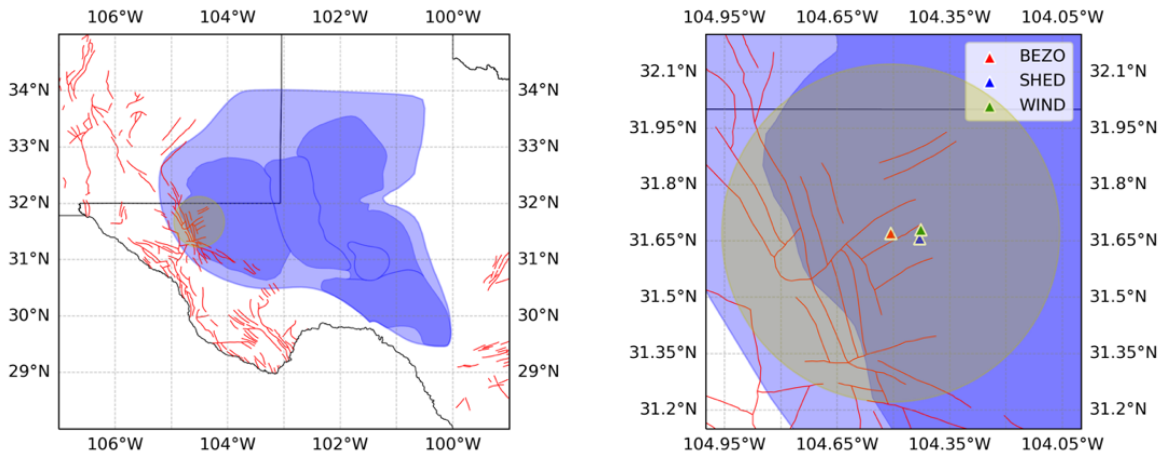 106°W 104°W 102°W 100°W
34°N 34°N
33°N 33°N
32°N 32°N
31°N 31°N
30°N 30°N
29°N 29°N
106°W 104°W 102°W 100°W
104.95°W 104.65°W 104.35°W 104.05°W
BEZO
SHED
WIND
32.1°N 32.1°N
31.95°N 31.95°N
31.8°N 31.8°N
31.65°N 31.65°N
31.5°N 31.5°N
31.35°N 31.35°N
31.2°N 31.2°N
104.95°W 104.65°W 104.35°W 104.05°W